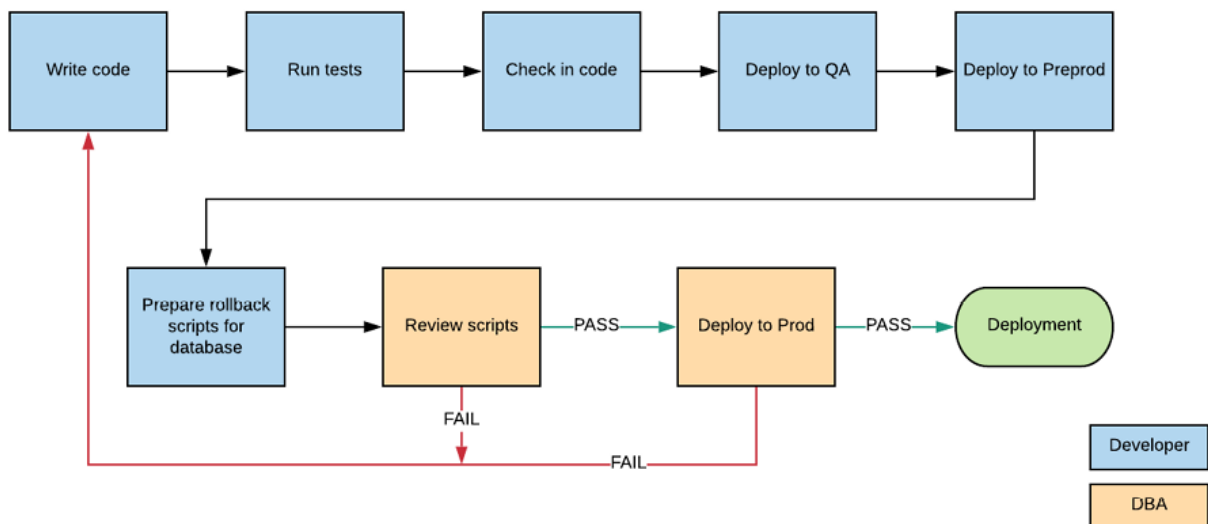 Write code
Run tests
Check in code
Deploy to QA
Deploy to Preprod
Prepare rollback
scripts for
database
Review scripts
PASS
Deploy to Prod
PASS
Deployment
FAIL
FAIL
Developer
DBA